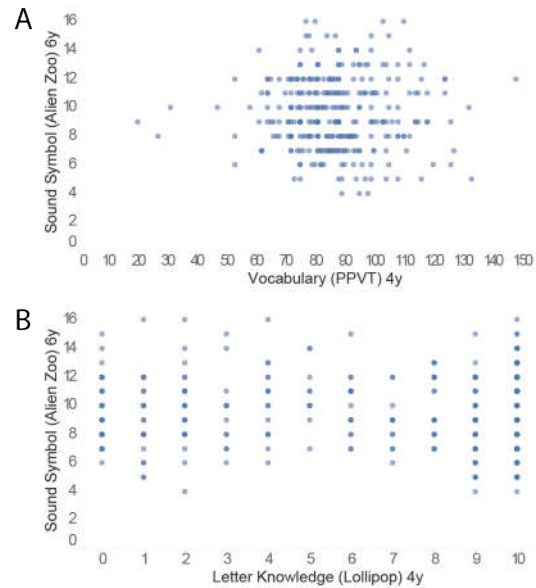 A
Sound Symbol (Alien Zoo) 6y
16
14
12
10
8
6
4
2
0
0 10 20 30 40 50 60 70 80 90 100 110 120 130 140 150
Vocabulary (PPVT) 4y
B
Sound Symbol (Alien Zoo) 6y
16
14
12
10
8
6
4
2
0
0 1 2 3 4 5 6 7 8 9 10
Letter Knowledge (Lollipop) 4y